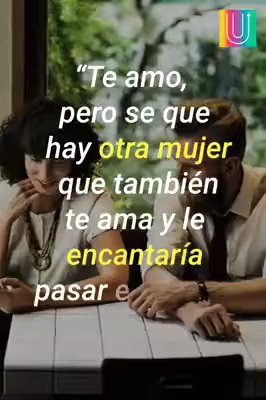 U
“Te amo,
pero se que
hay otra mujer
que también
te ama y le
encantaría
pasar e